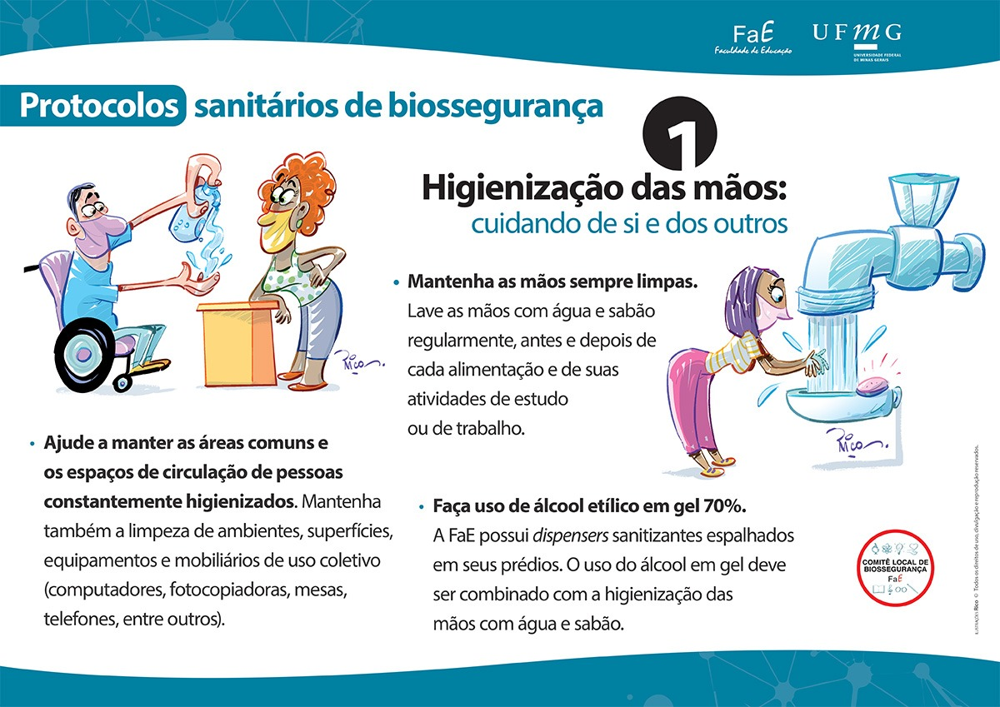 FaE
Faculdade de Educação
UFMG
UNIVERSIDADE FEDERAL
DE MINAS GERAIS
Protocolos sanitários de biossegurança
1
Higienização das mãos:
cuidando de si e dos outros
• Mantenha as mãos sempre limpas.
Lave as mãos com água e sabão
regularmente, antes e depois de
cada alimentação e de suas
atividades de estudo
ou de trabalho.
Rico
Rico
• Ajude a manter as áreas comuns e
os espaços de circulação de pessoas
constantemente higienizados. Mantenha
também a limpeza de ambientes, superfícies,
equipamentos e mobiliários de uso coletivo
(computadores, fotocopiadoras, mesas,
telefones, entre outros).
• Faça uso de álcool etílico em gel 70%.
A FaE possui dispensers sanitizantes espalhados
em seus prédios. O uso do álcool em gel deve
ser combinado com a higienização das
mãos com água e sabão.
COMITÊ LOCAL DE
BIOSSEGURANÇA
FaE
ILUSTRAÇÕES Rico © Todos os direitos de uso, divulgação e reprodução reservados.